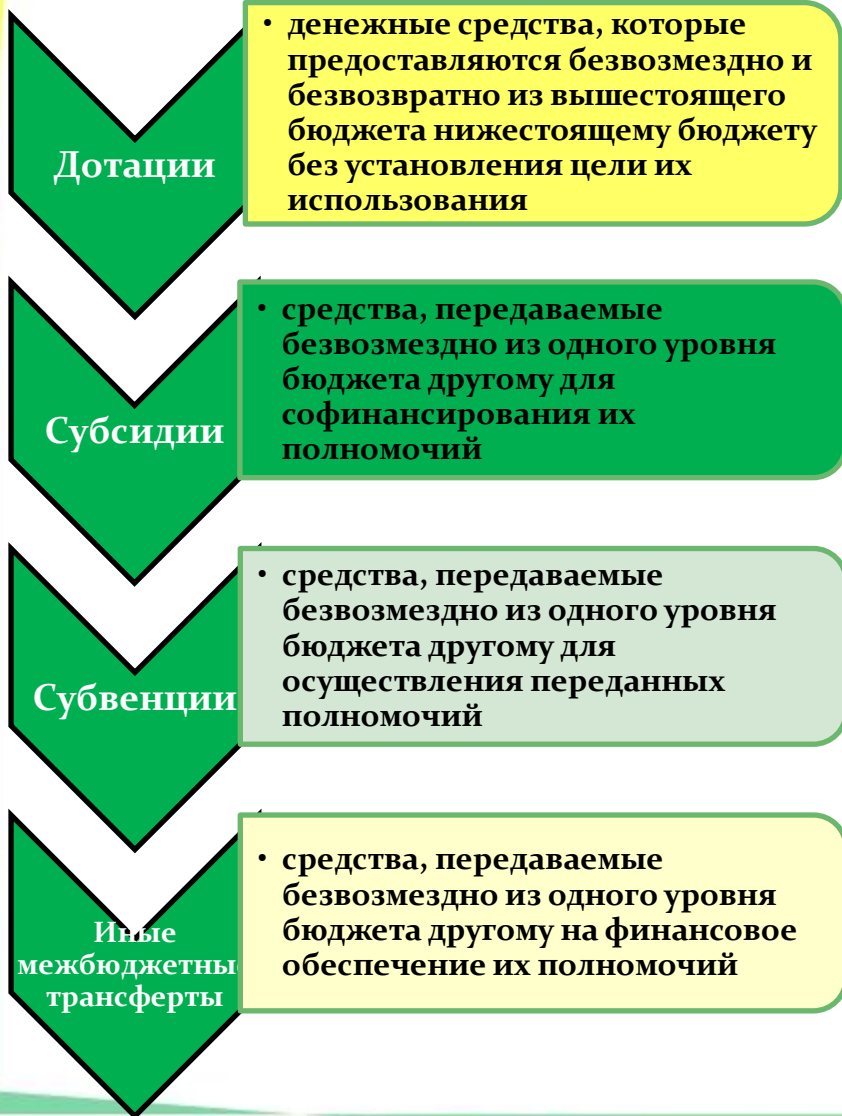 Дотации
• денежные средства, которые
предоставляются безвозмездно и
безвозвратно из вышестоящего
бюджета нижестоящему бюджету
без установления цели их
использования
Субсидии
• средства, передаваемые
безвозмездно из одного уровня
бюджета другому для
софинансирования их
полномочий
Субвенции
• средства, передаваемые
безвозмездно из одного уровня
бюджета другому для
осуществления переданных
полномочий
Иные
межбюджетные
трансферты
• средства, передаваемые
безвозмездно из одного уровня
бюджета другому на финансовое
обеспечение их полномочий